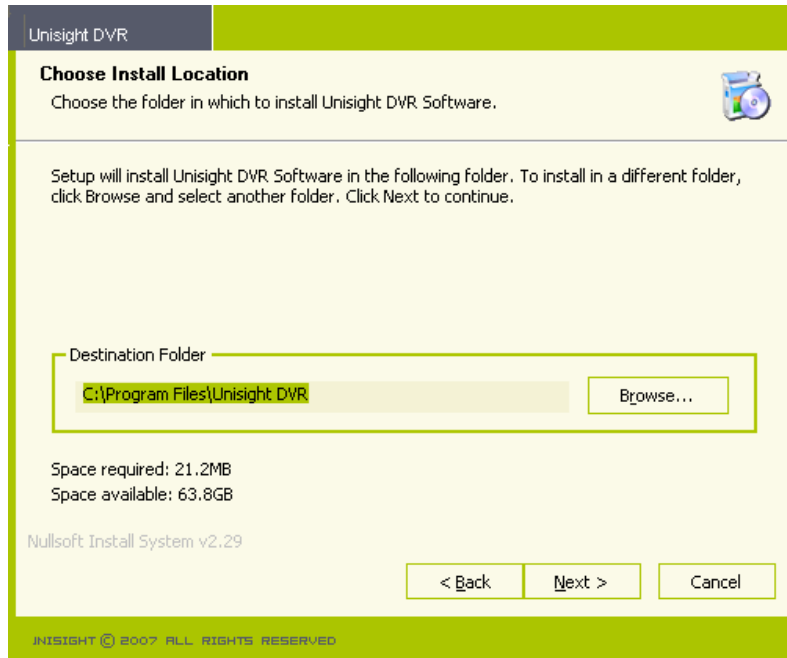 Unisight DVR
Choose Install Location
Choose the folder in which to install Unisight DVR Software.
Setup will install Unisight DVR Software in the following folder. To install in a different folder,
click Browse and select another folder. Click Next to continue.
Destination Folder
C:\Program Files\Unisight DVR
Browse...
Space required: 21.2MB
Space available: 63.8GB
Nullsoft Install System v2.29
< Back
Next >
Cancel
UNISIGHT © 2007 ALL RIGHTS RESERVED